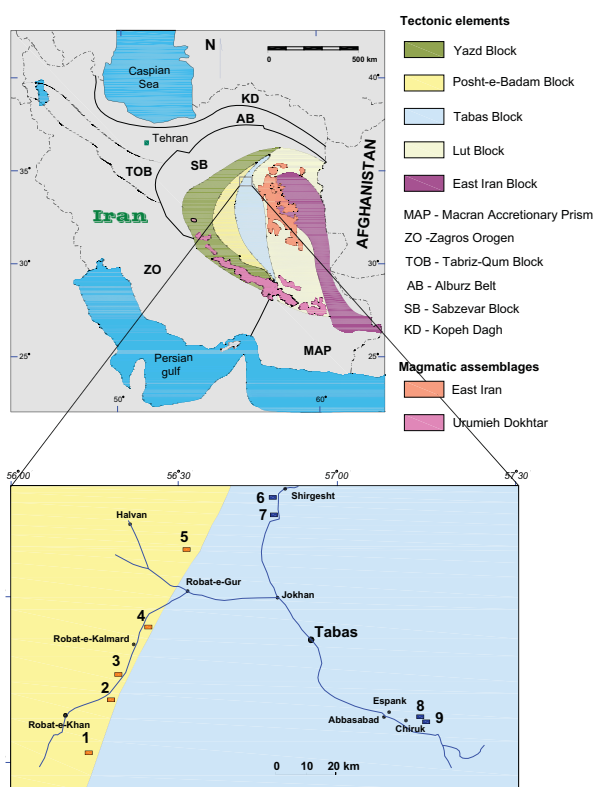 Tectonic elements
Yazd Block
Posht-e-Badam Block
Tabas Block
Lut Block
East Iran Block
MAP - Macran Accretionary Prism
ZO -Zagros Orogen
TOB - Tabriz-Qum Block
AB - Alburz Belt
SB - Sabzevar Block
KD - Kopeh Dagh
Magmatic assemblages
East Iran
Urumieh Dokhtar
N
0 500 km
Caspian
Sea
40°
KD
AB
Tehran
SB
35°
TOB
AFGHANISTAN
Iran
0
ZO
30°
30°
Persian
gulf
MAP
25°
25°
50°
60°
56°00
56°30
57°00
57°30
6
Shirgesht
7
Halvan
5
Robat-e-Gur
Jokhan
4
Tabas
Robat-e-Kalmard
3
2
Espank
8
Abbasabad
9
Robat-e-Khan
Chiruk
1
0 10 20 km